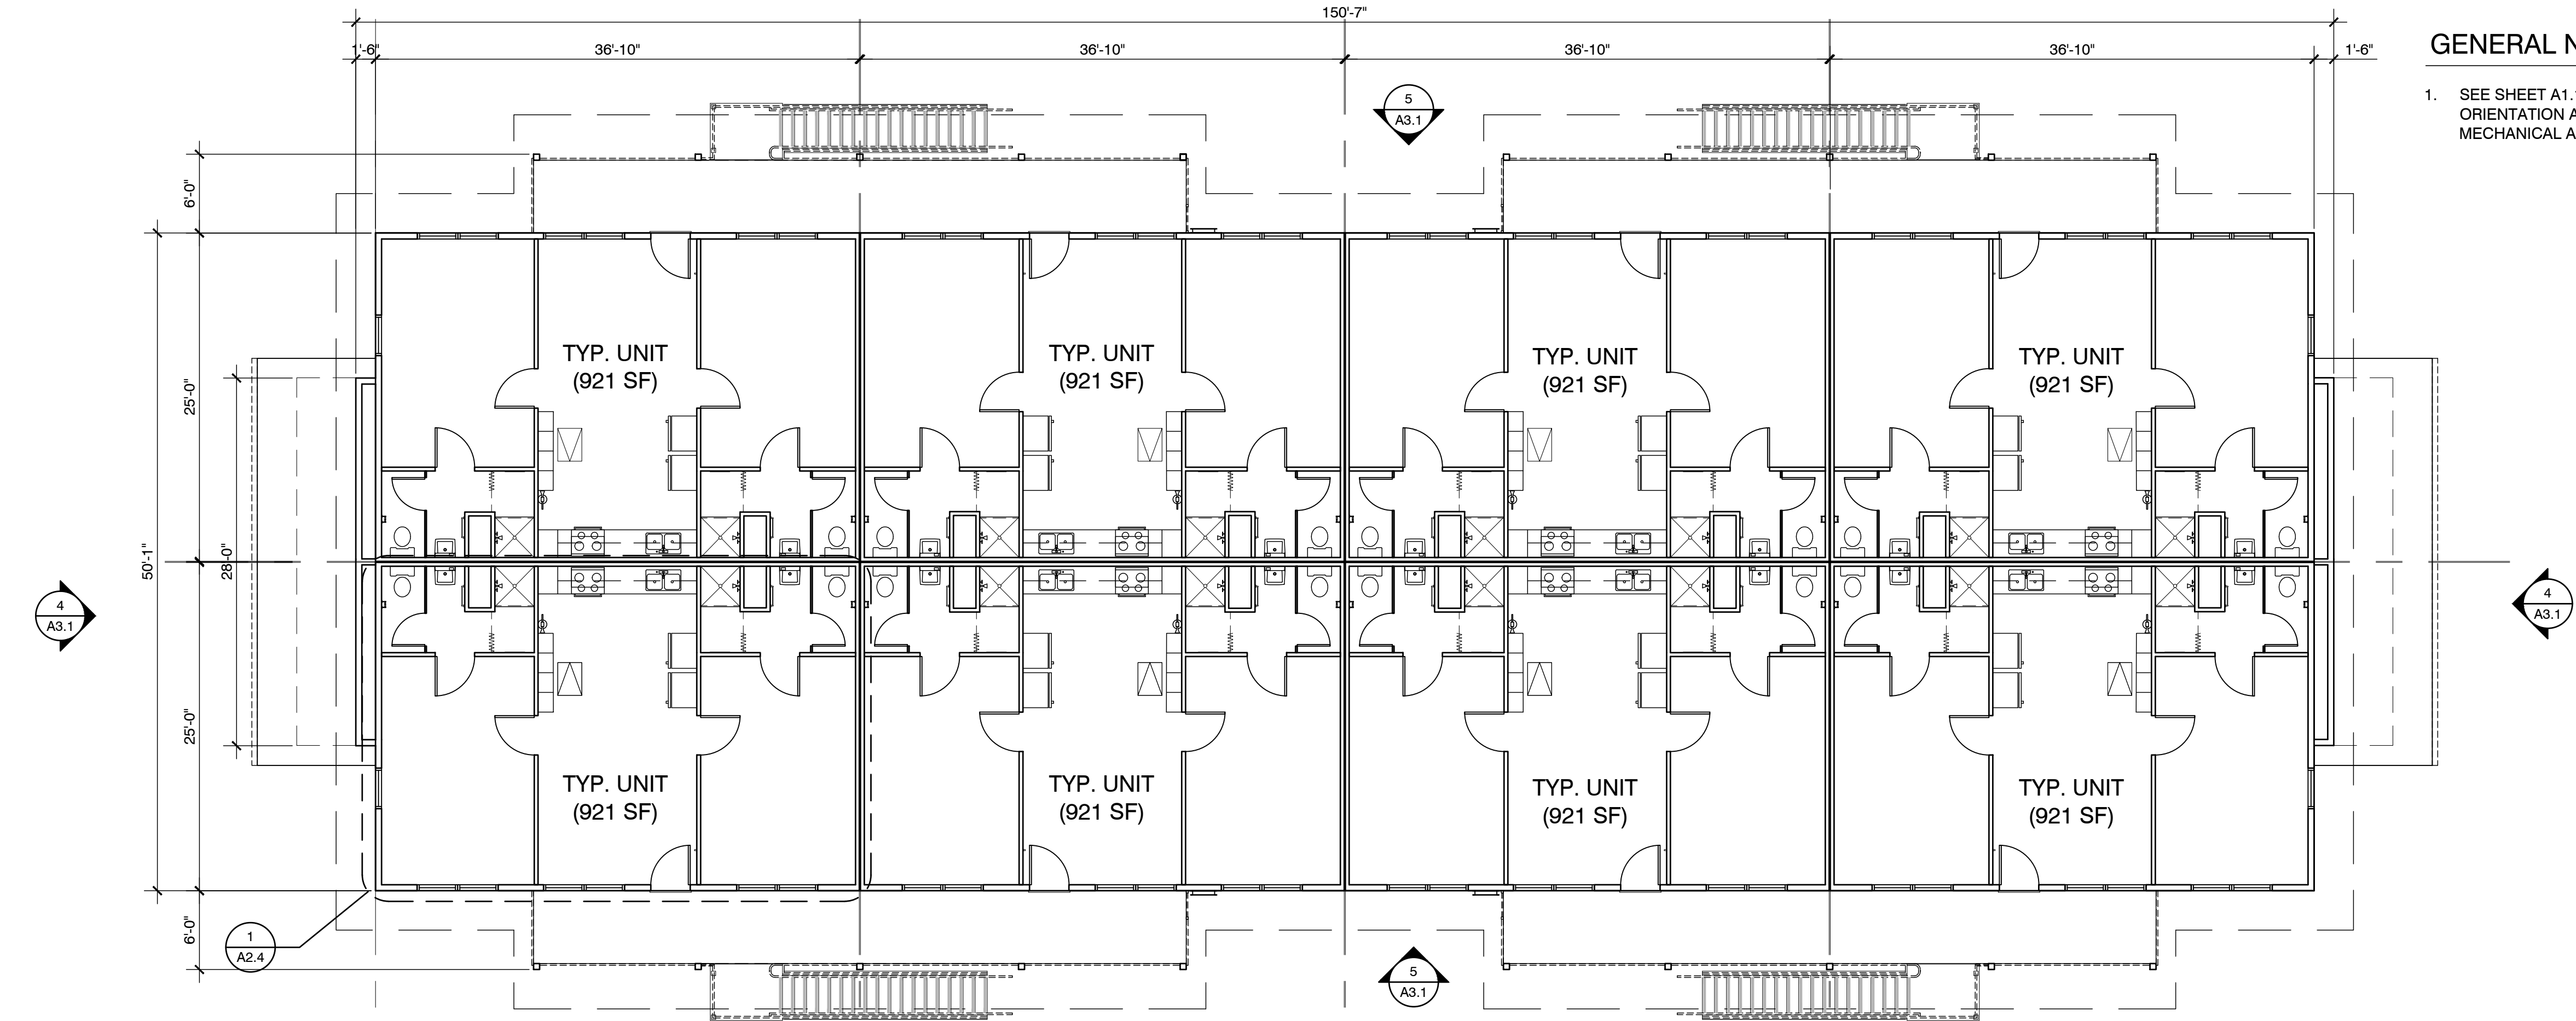 150'-7"
1'-6"
36'-10"
36'-10"
36'-10"
36'-10"
1'-6"
GENERAL N
1. SEE SHEET A1.
ORIENTATION A
MECHANICAL A
5
A3.1
6'-0"
TYP. UNIT
(921 SF)
TYP. UNIT
(921 SF)
TYP. UNIT
(921 SF)
TYP. UNIT
(921 SF)
25'-0"
50'-1"
28'-0"
4
A3.1
4
A3.1
25'-0"
TYP. UNIT
(921 SF)
TYP. UNIT
(921 SF)
TYP. UNIT
(921 SF)
TYP. UNIT
(921 SF)
6'-0"
1
A2.4
5
A3.1